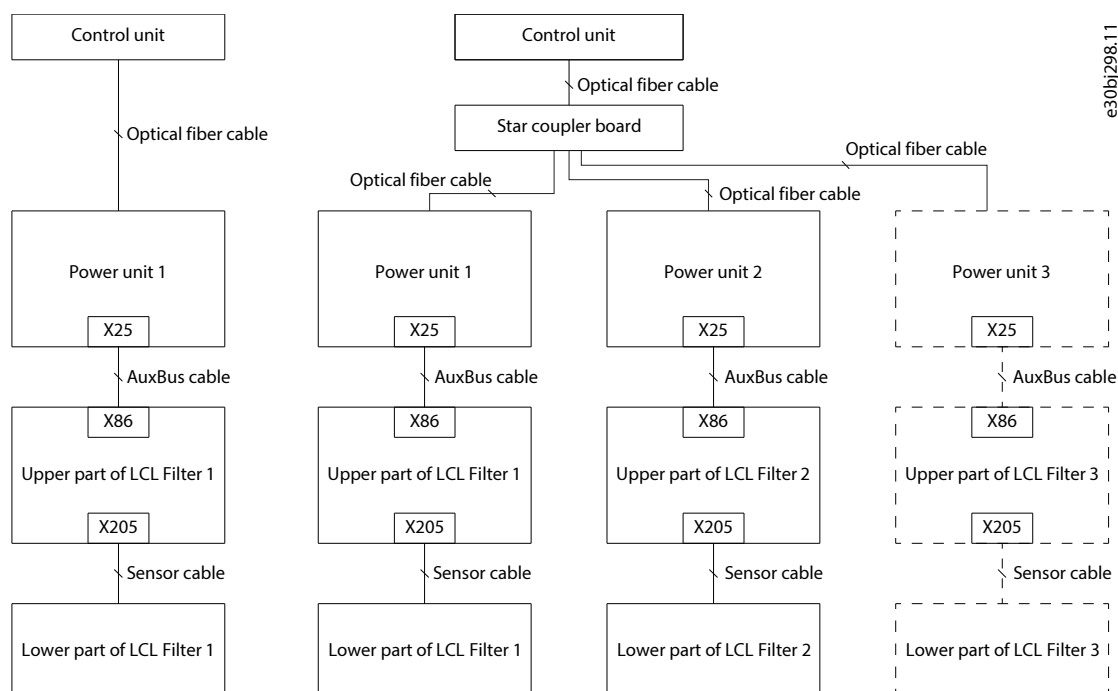 Control unit
Control unit
e30bj298.11
Optical fiber cable
Star coupler board
Optical fiber cable
Optical fiber cable
Optical fiber cable
Optical fiber cable
Power unit 1
Power unit 1
Power unit 2
Power unit 3
X25
X25
X25
X25
AuxBus cable
AuxBus cable
AuxBus cable
AuxBus cable
X86
X86
X86
X86
Upper part of LCL Filter 1
Upper part of LCL Filter 1
Upper part of LCL Filter 2
Upper part of LCL Filter 3
X205
X205
X205
X205
Sensor cable
Sensor cable
Sensor cable
Sensor cable
Lower part of LCL Filter 1
Lower part of LCL Filter 1
Lower part of LCL Filter 2
Lower part of LCL Filter 3